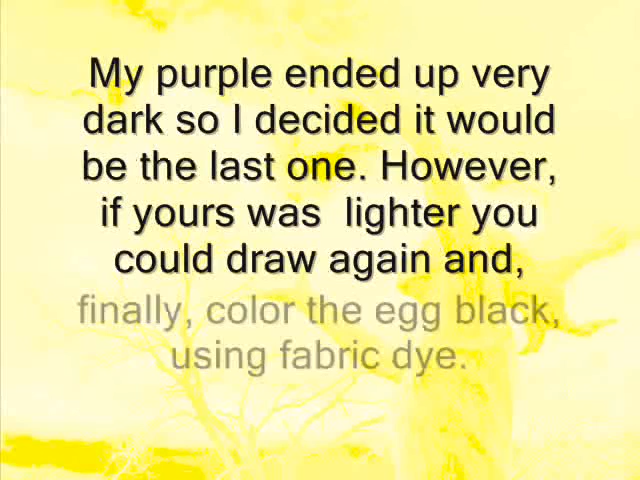 My purple ended up very
dark so I decided it would
be the last one. However,
if yours was  lighter you
could draw again and,
finally, color the egg black,
using fabric dye.